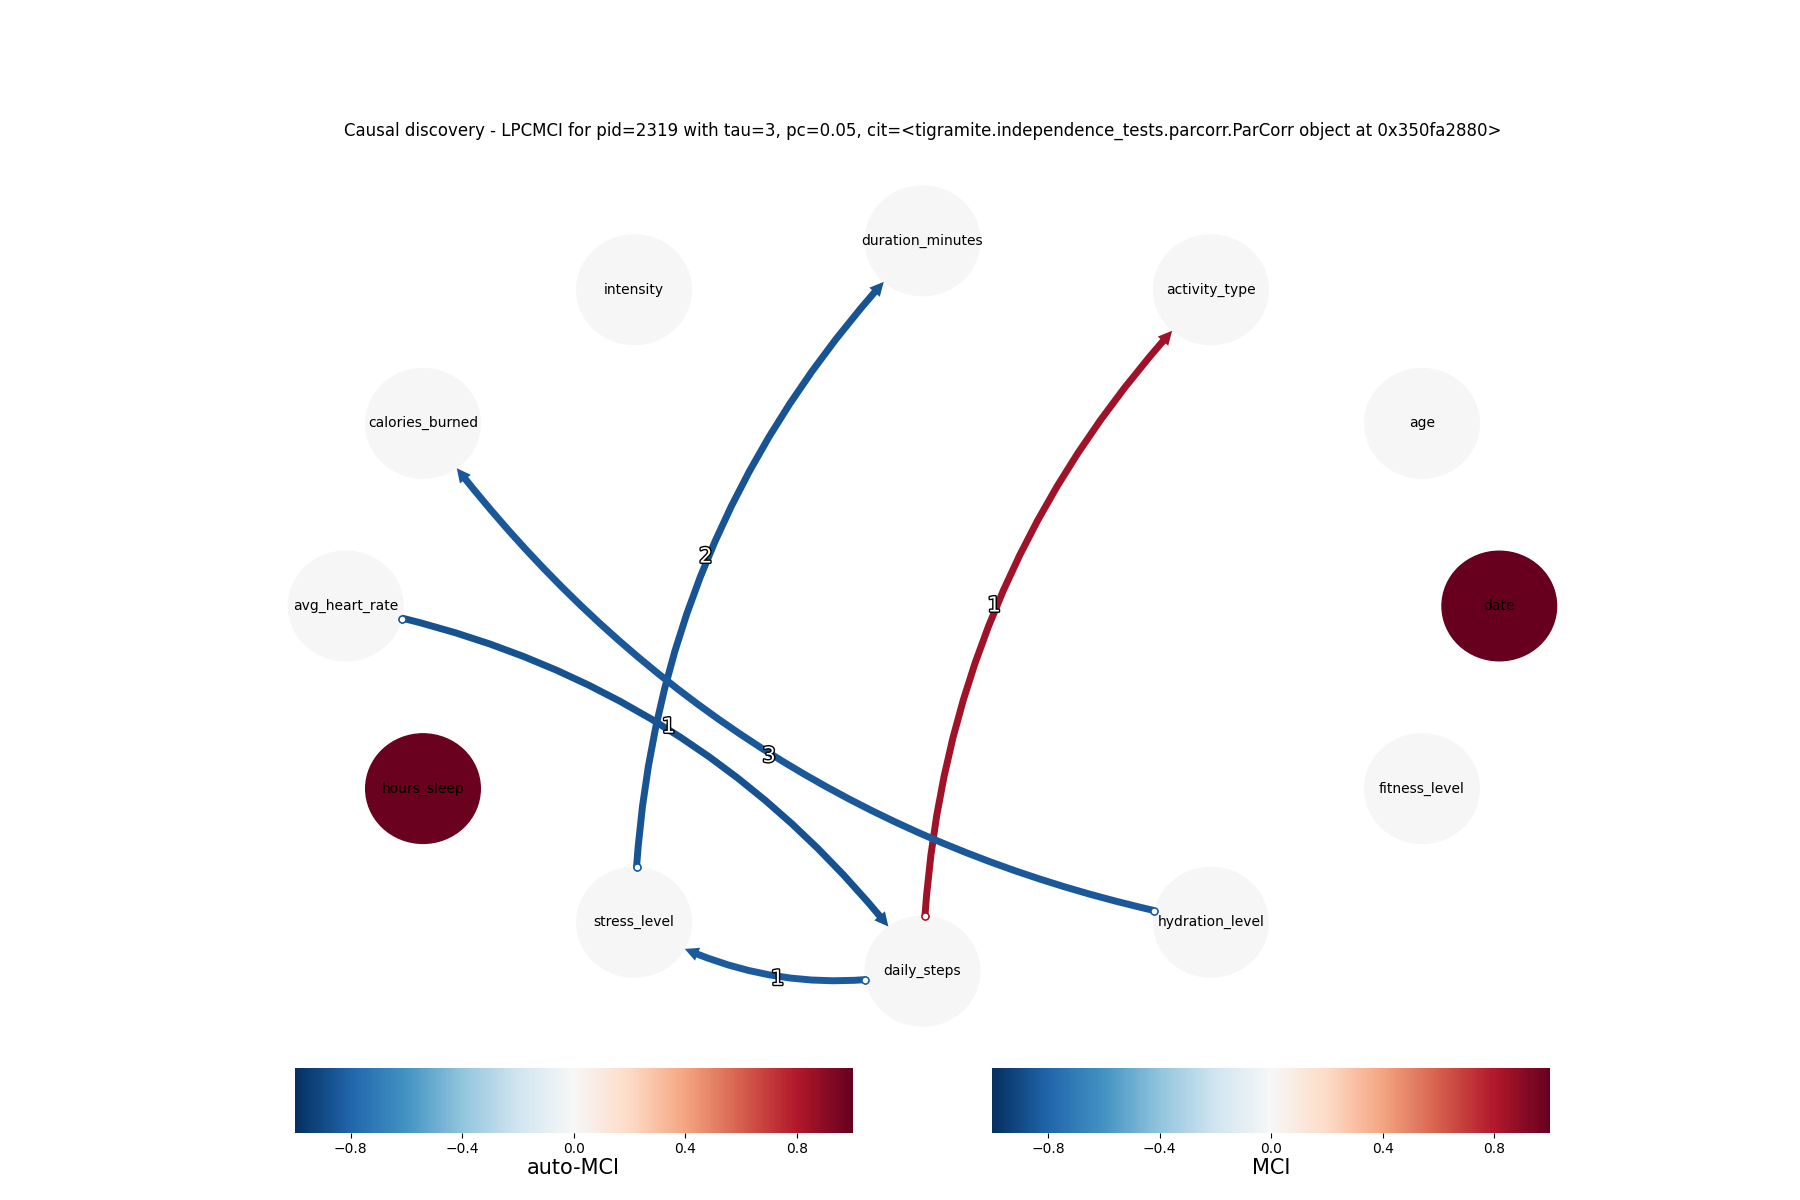 Causal discovery - LPCMCI for pid=2319 with tau=3, pc=0.05, cit=<tigramite.independence_tests.parcorr.ParCorr object at 0x350fa2880>
duration_minutes
intensity
activity_type
calories_burned
age
2
1
avg_heart_rate
date
1
3
hours_sleep
fitness_level
stress_level
hydration_level
daily_steps
1
−0.8 −0.4 0.0 0.4 0.8
auto-MCI
−0.8 −0.4 0.0 0.4 0.8
MCI